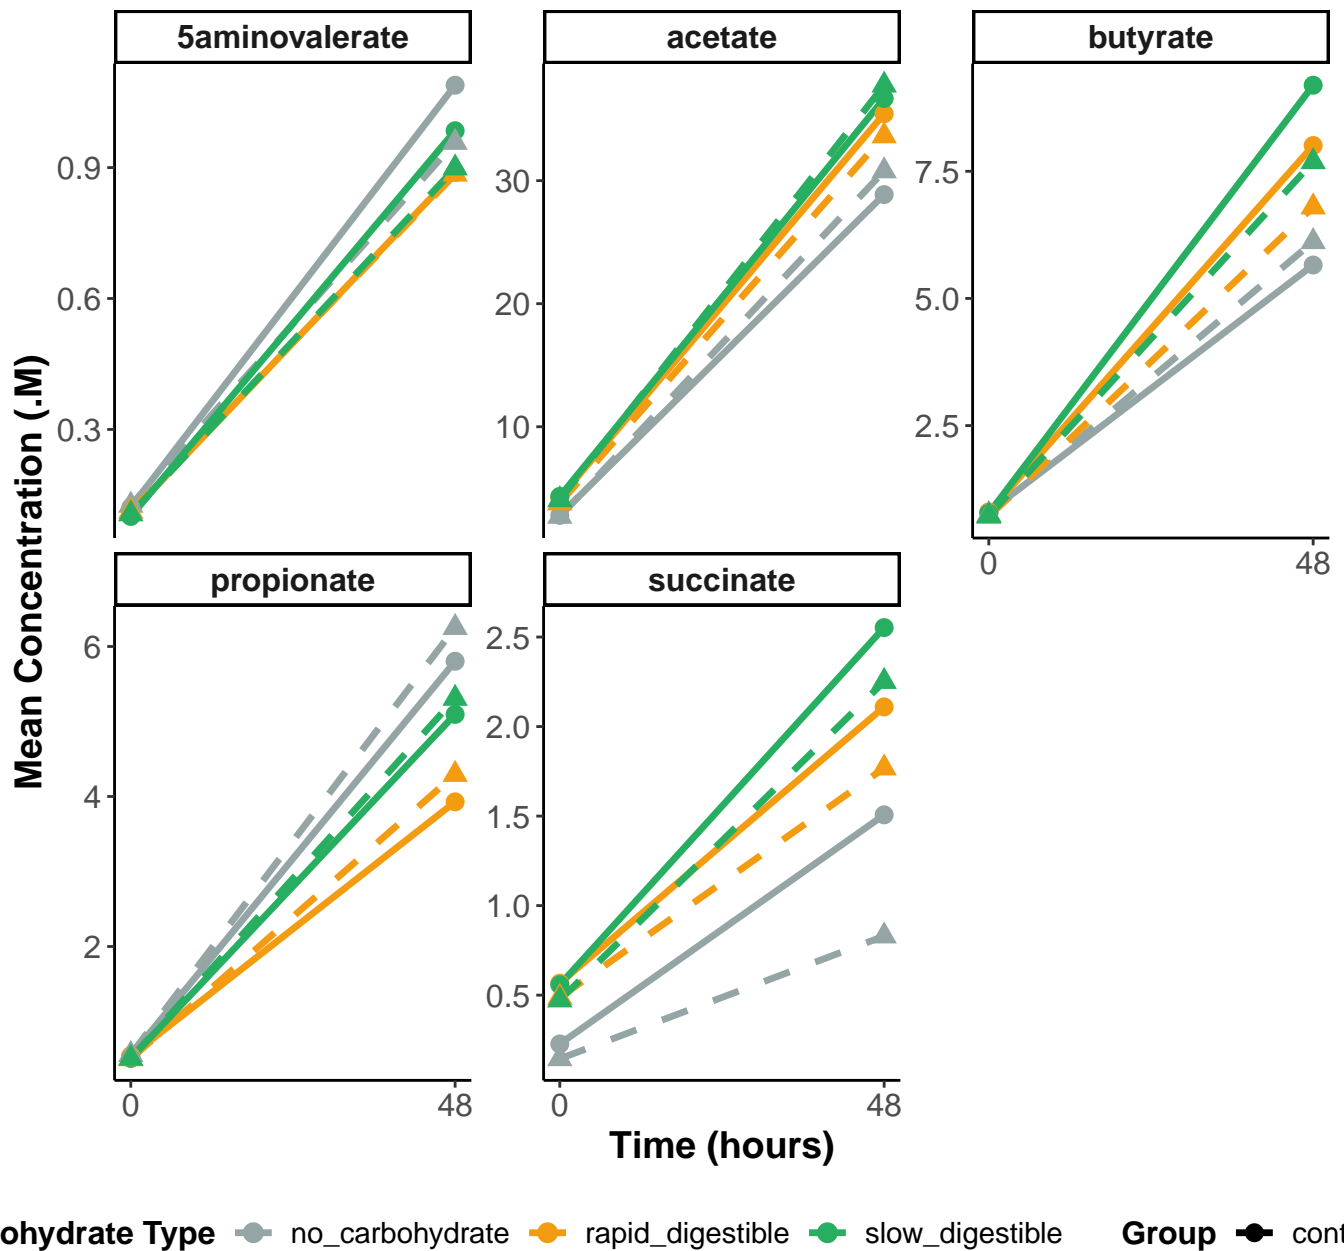 5aminovalerate
acetate
butyrate
0.9
0.6
0.3
30
20
10
7.5
5.0
2.5
0
48
propionate
succinate
6
4
2
2.5
2.0
1.5
1.0
0.5
0
48
0
48
Mean Concentration (.M)
Time (hours)
ohydrate Type no_carbohydrate rapid_digestible slow_digestible Group cont